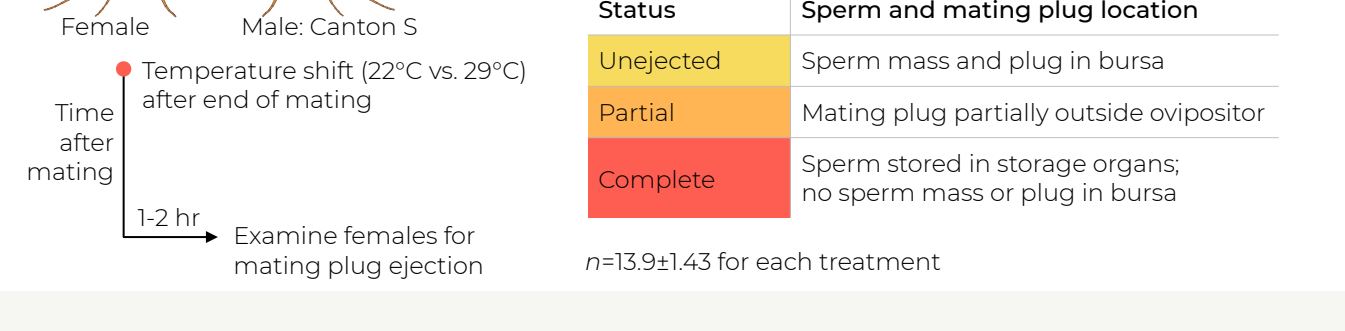 Female
Male: Canton S
Temperature shift (22°C vs. 29°C)
after end of mating
Time
after
mating
1-2 hr
Examine females for
mating plug ejection
Status
Sperm and mating plug location
Unejected
Sperm mass and plug in bursa
Partial
Mating plug partially outside ovipositor
Complete
Sperm stored in storage organs;
no sperm mass or plug in bursa
n=13.9±1.43 for each treatment